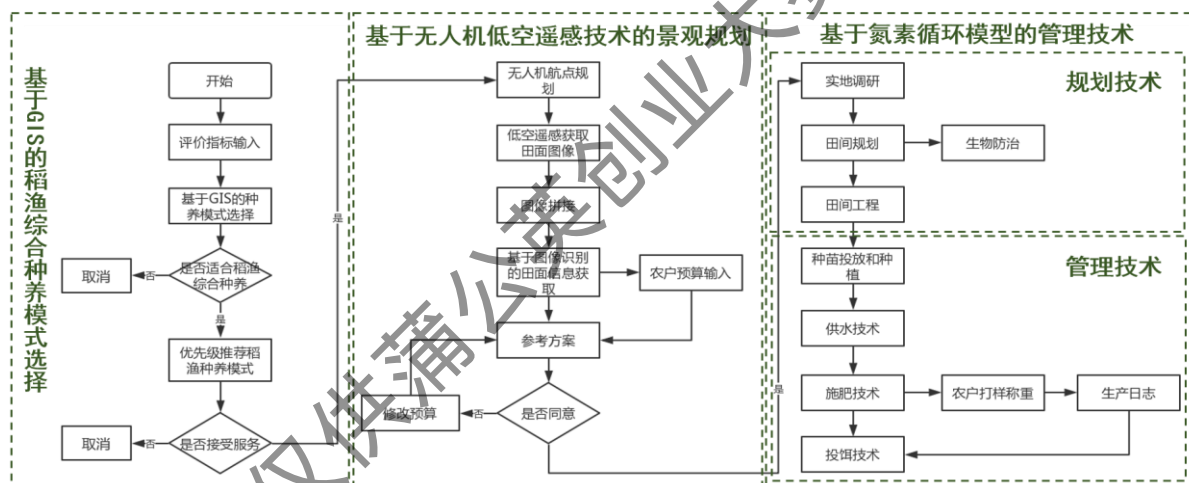 基于GIS的稻渔综合种养模式选择
开始
评价指标输入
基于GIS的种
养模式选择
是否适合稻渔
综合种养
否
取消
是
优先级推荐稻
渔种养模式
是否接受服务
否
取消
是
基于无人机低空遥感技术的景观规划
无人机航点规
划
低空遥感获取
田面图像
图像拼接
基于图像识别
的田面信息获
取
农户预算输入
参考方案
是否同意
否
修改预算
是
基于氮素循环模型的管理技术
规划技术
实地调研
田间规划
生物防治
田间工程
管理技术
种苗投放和种
植
供水技术
施肥技术
农户打样称重
生产日志
投饵技术
仅供蒲公英创业大